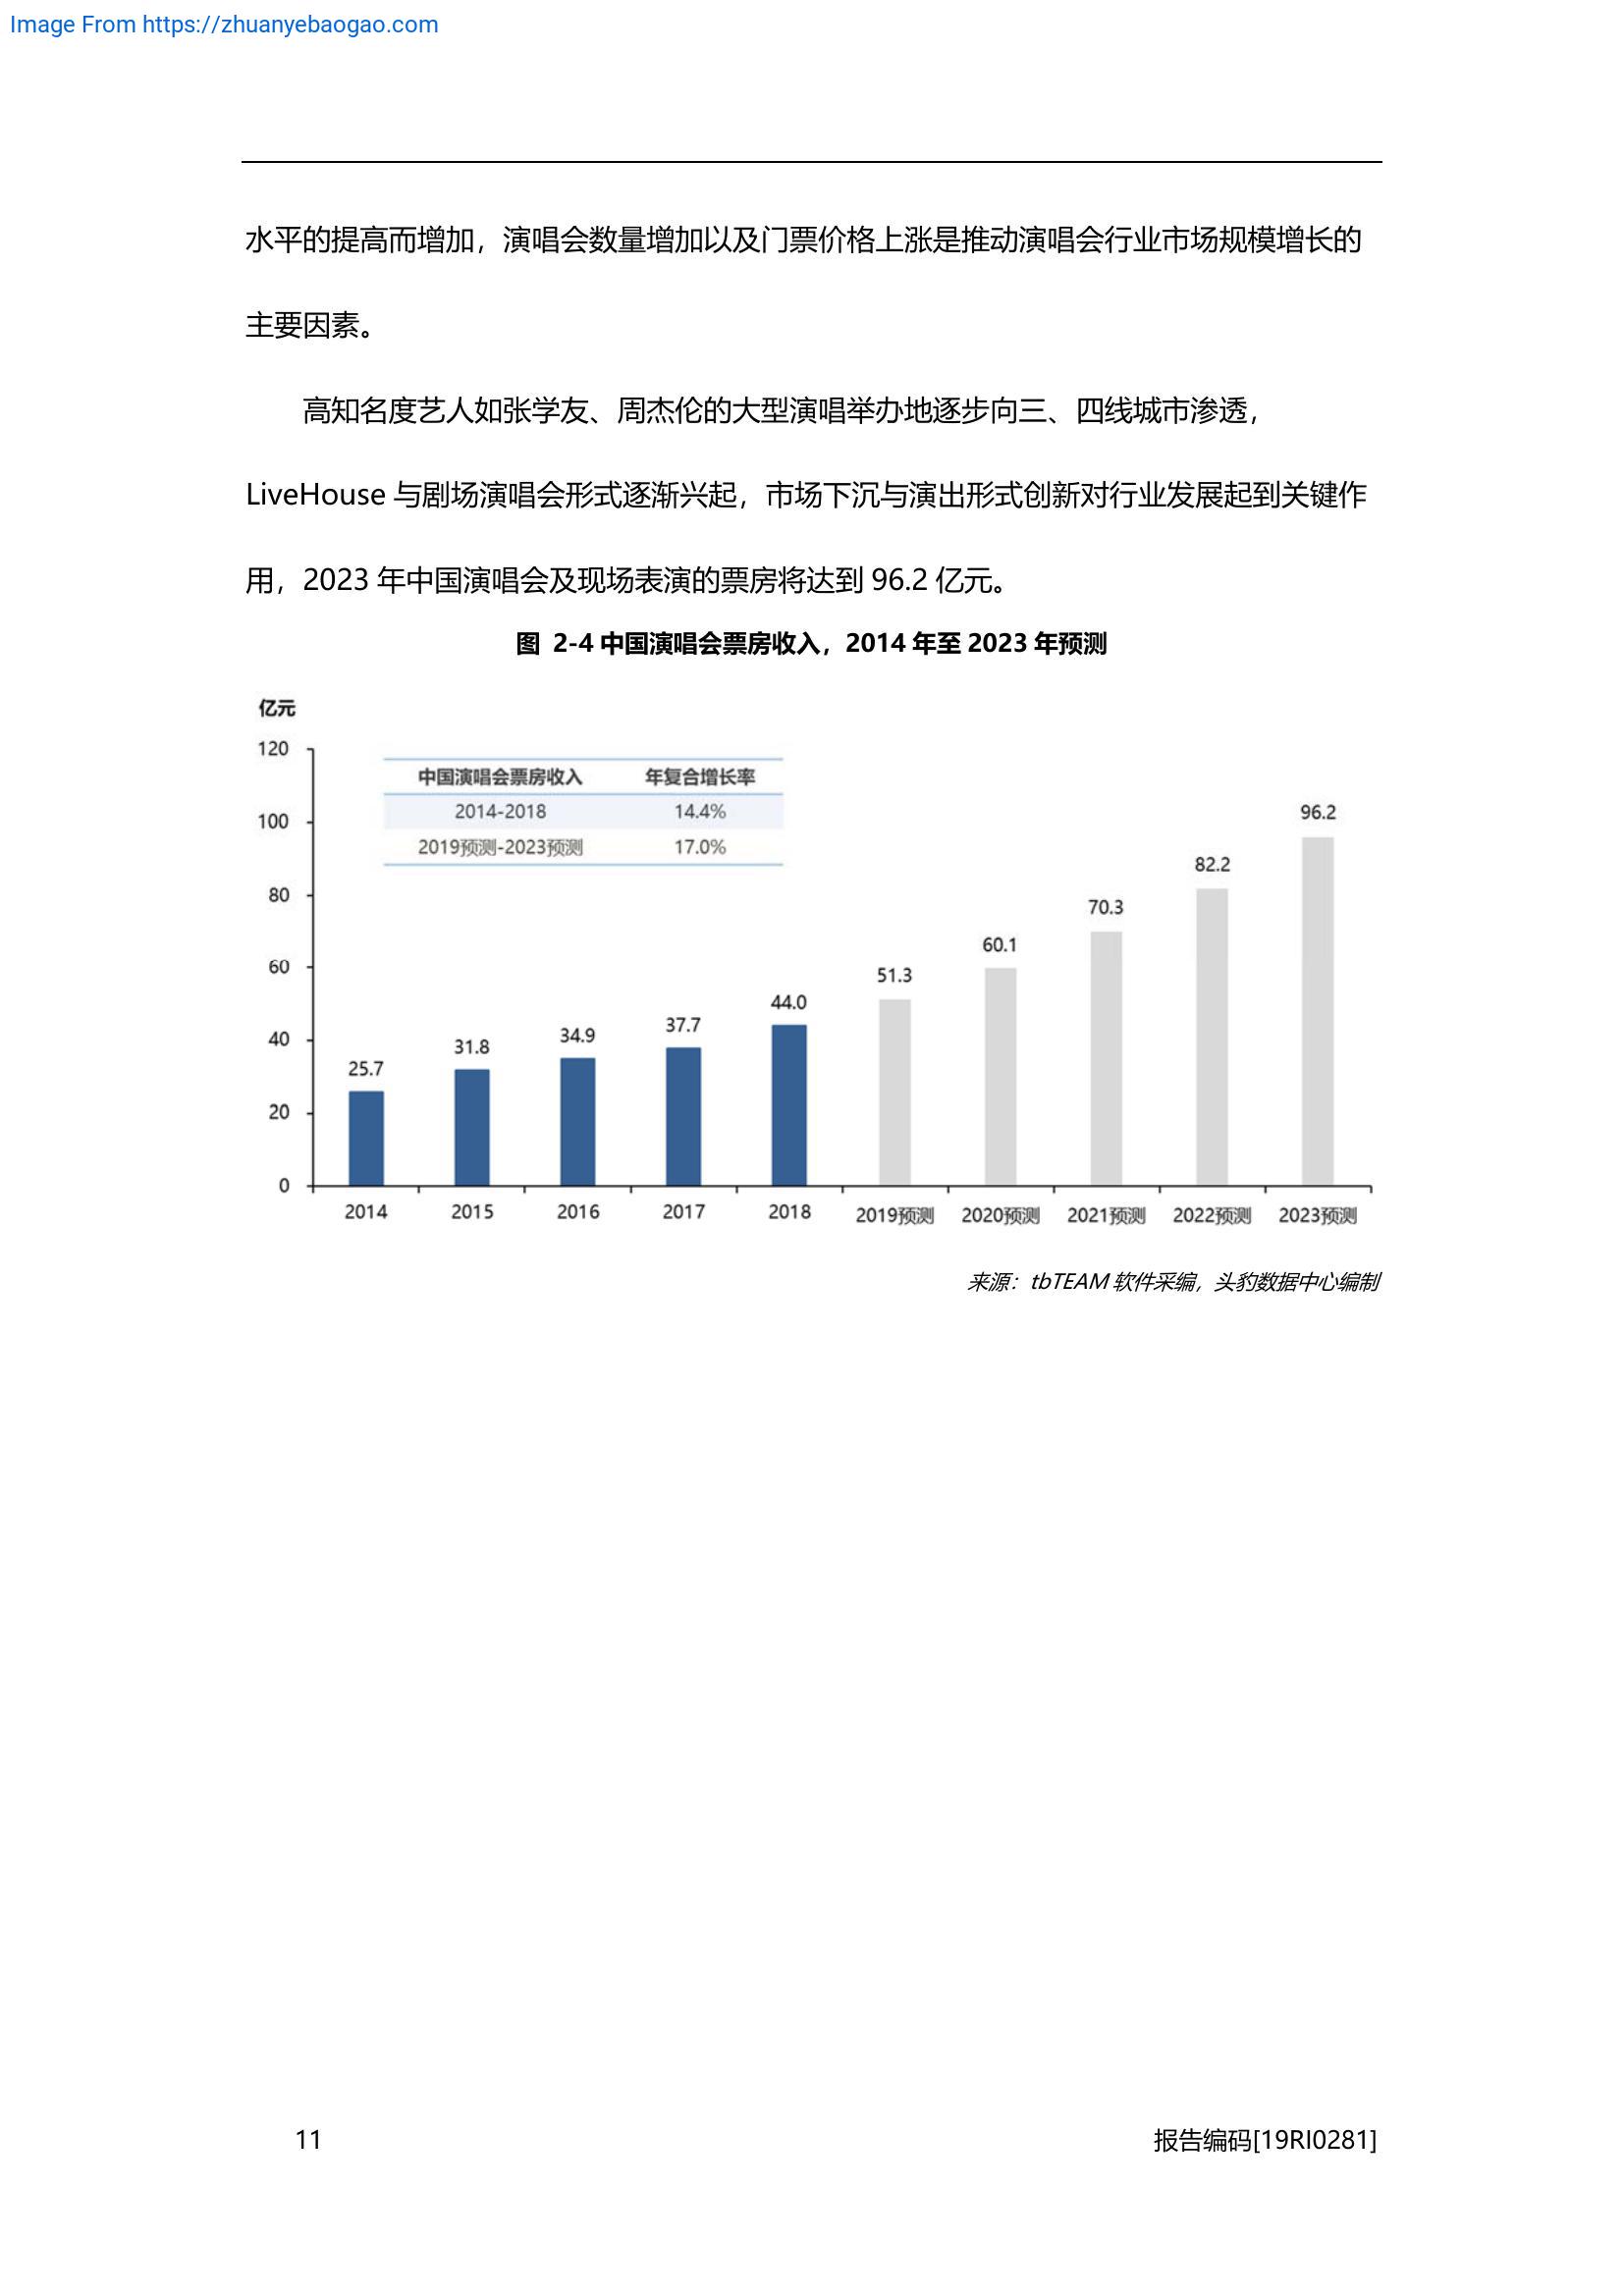 Image From https://zhuanyebaogao.com
水平的提高而增加，演唱会数量增加以及门票价格上涨是推动演唱会行业市场规模增长的
主要因素。
高知名度艺人如张学友、周杰伦的大型演唱举办地逐步向三、四线城市渗透，
LiveHouse 与剧场演唱会形式逐渐兴起，市场下沉与演出形式创新对行业发展起到关键作
用，2023 年中国演唱会及现场表演的票房将达到 96.2 亿元。
图 2-4 中国演唱会票房收入，2014 年至 2023 年预测
亿元
120
100
80
60
40
20
0
中国演唱会票房收入 年复合增长率
2014-2018 14.4%
2019预测-2023预测 17.0%
25.7 31.8 34.9 37.7 44.0 51.3 60.1 70.3 82.2 96.2
2014 2015 2016 2017 2018 2019预测 2020预测 2021预测 2022预测 2023预测
来源：tbTEAM 软件采编，头豹数据中心编制
11 报告编码[19RI0281]